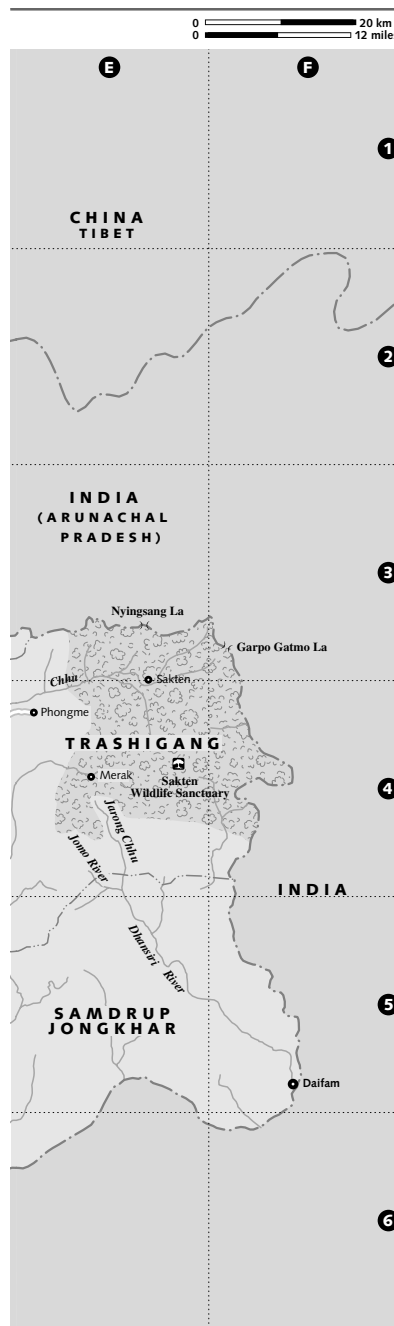 0 20 km
0 12 mile
E F
1
CHINA
TIBET
2
INDIA
(ARUNACHAL
PRADESH)
3
Nyingsang La
Garpo Gatmo La
Chhu
Sakten
Phongme
TRASHIGANG
Merak
Sakten
Wildlife Sanctuary
4
Jarong Chhu
Jomo River
INDIA
Dhansiri River
5
SAMDRUP
JONGKHAR
Daifam
6